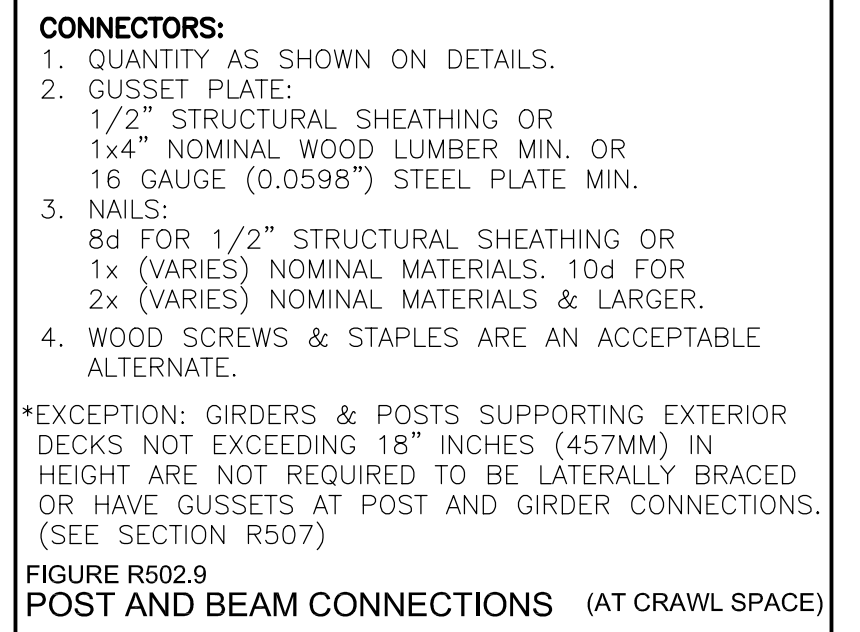 CONNECTORS:
1. QUANTITY AS SHOWN ON DETAILS.
2. GUSSET PLATE:
1/2" STRUCTURAL SHEATHING OR
1x4" NOMINAL WOOD LUMBER MIN. OR
16 GAUGE (0.0598") STEEL PLATE MIN.
3. NAILS:
8d FOR 1/2" STRUCTURAL SHEATHING OR
1x (VARIES) NOMINAL MATERIALS. 10d FOR
2x (VARIES) NOMINAL MATERIALS & LARGER.
4. WOOD SCREWS & STAPLES ARE AN ACCEPTABLE
ALTERNATE.
*EXCEPTION: GIRDERS & POSTS SUPPORTING EXTERIOR
DECKS NOT EXCEEDING 18" INCHES (457MM) IN
HEIGHT ARE NOT REQUIRED TO BE LATERALLY BRACED
OR HAVE GUSSETS AT POST AND GIRDER CONNECTIONS.
(SEE SECTION R507)
FIGURE R502.9
POST AND BEAM CONNECTIONS (AT CRAWL SPACE)